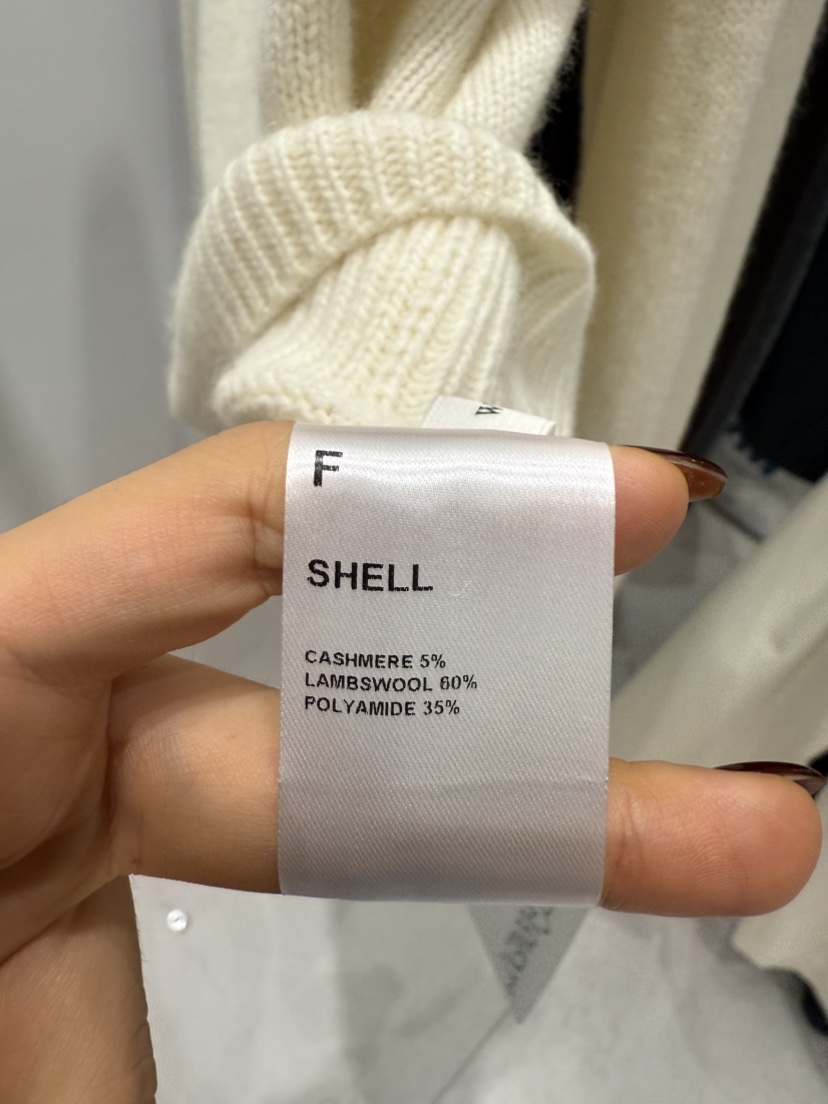 F
SHELL
CASHMERE 5%
LAMBSWOOL 60%
POLYAMIDE 35%